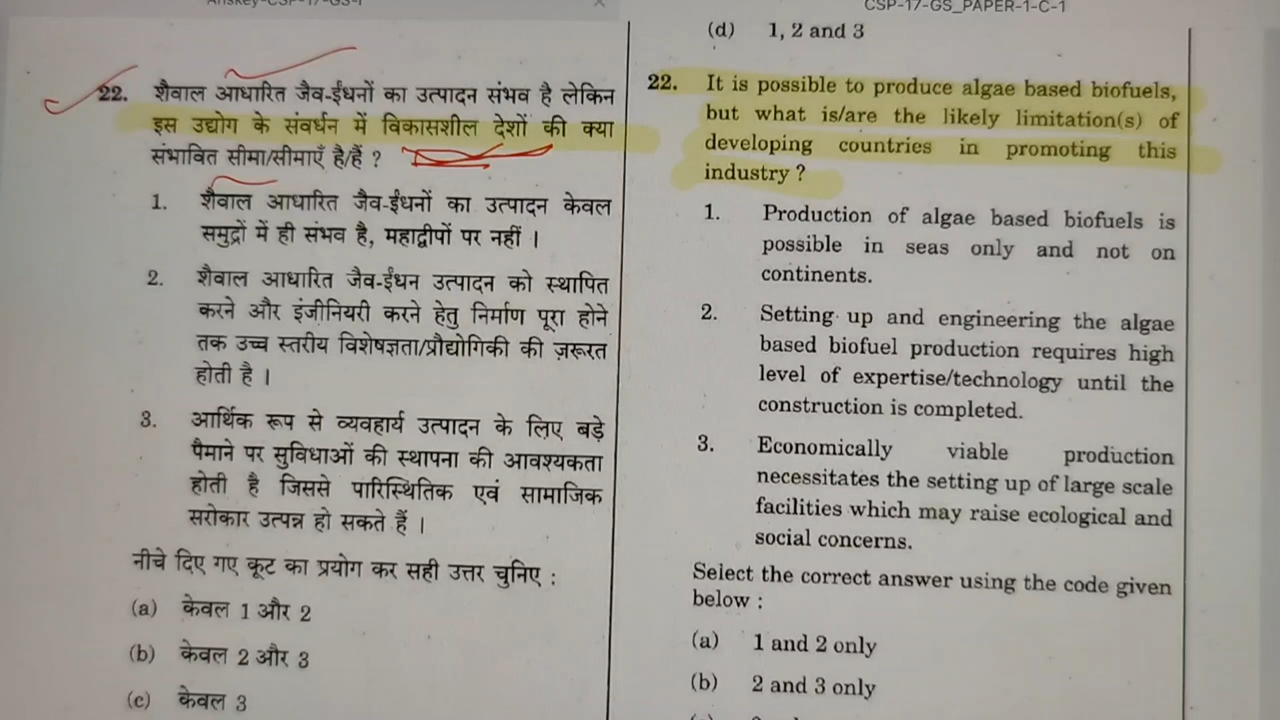 Anskey-CSP-17-GS-I
22. शैवाल आधारित जैव-ईंधनों का उत्पादन संभव है लेकिन
इस उद्योग के संवर्धन में विकासशील देशों की क्या
संभावित सीमा/सीमाएँ है/हैं ?
1. शैवाल आधारित जैव-ईंधनों का उत्पादन केवल
समुद्रों में ही संभव है, महाद्वीपों पर नहीं ।
2. शैवाल आधारित जैव-ईंधन उत्पादन को स्थापित
करने और इंजीनियरी करने हेतु निर्माण पूरा होने
तक उच्च स्तरीय विशेषज्ञता/प्रौद्योगिकी की ज़रूरत
होती है ।
3. आर्थिक रूप से व्यवहार्य उत्पादन के लिए बड़े
पैमाने पर सुविधाओं की स्थापना की आवश्यकता
होती है जिससे पारिस्थितिक एवं सामाजिक
सरोकार उत्पन्न हो सकते हैं ।
नीचे दिए गए कूट का प्रयोग कर सही उत्तर चुनिए :
(a) केवल 1 और 2
(b) केवल 2 और 3
(c) केवल 3
CSP-17-GS_PAPER-1-C-1
(d) 1, 2 and 3
22. It is possible to produce algae based biofuels,
but what is/are the likely limitation(s) of
developing countries in promoting this
industry ?
1. Production of algae based biofuels is
possible in seas only and not on
continents.
2. Setting up and engineering the algae
based biofuel production requires high
level of expertise/technology until the
construction is completed.
3. Economically viable production
necessitates the setting up of large scale
facilities which may raise ecological and
social concerns.
Select the correct answer using the code given
below :
(a) 1 and 2 only
(b) 2 and 3 only